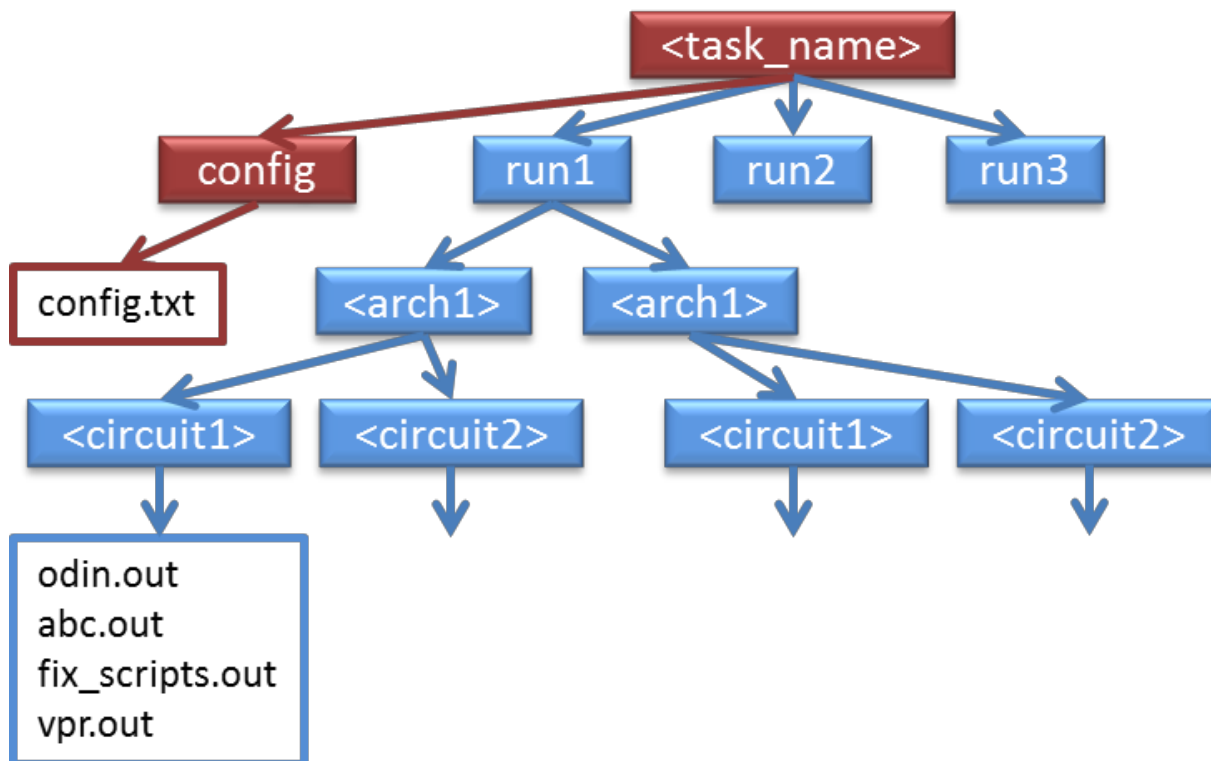 <task_name>
config
run1
run2
run3
config.txt
<arch1>
<arch1>
<circuit1>
<circuit2>
<circuit1>
<circuit2>
odin.out
abc.out
fix_scripts.out
vpr.out